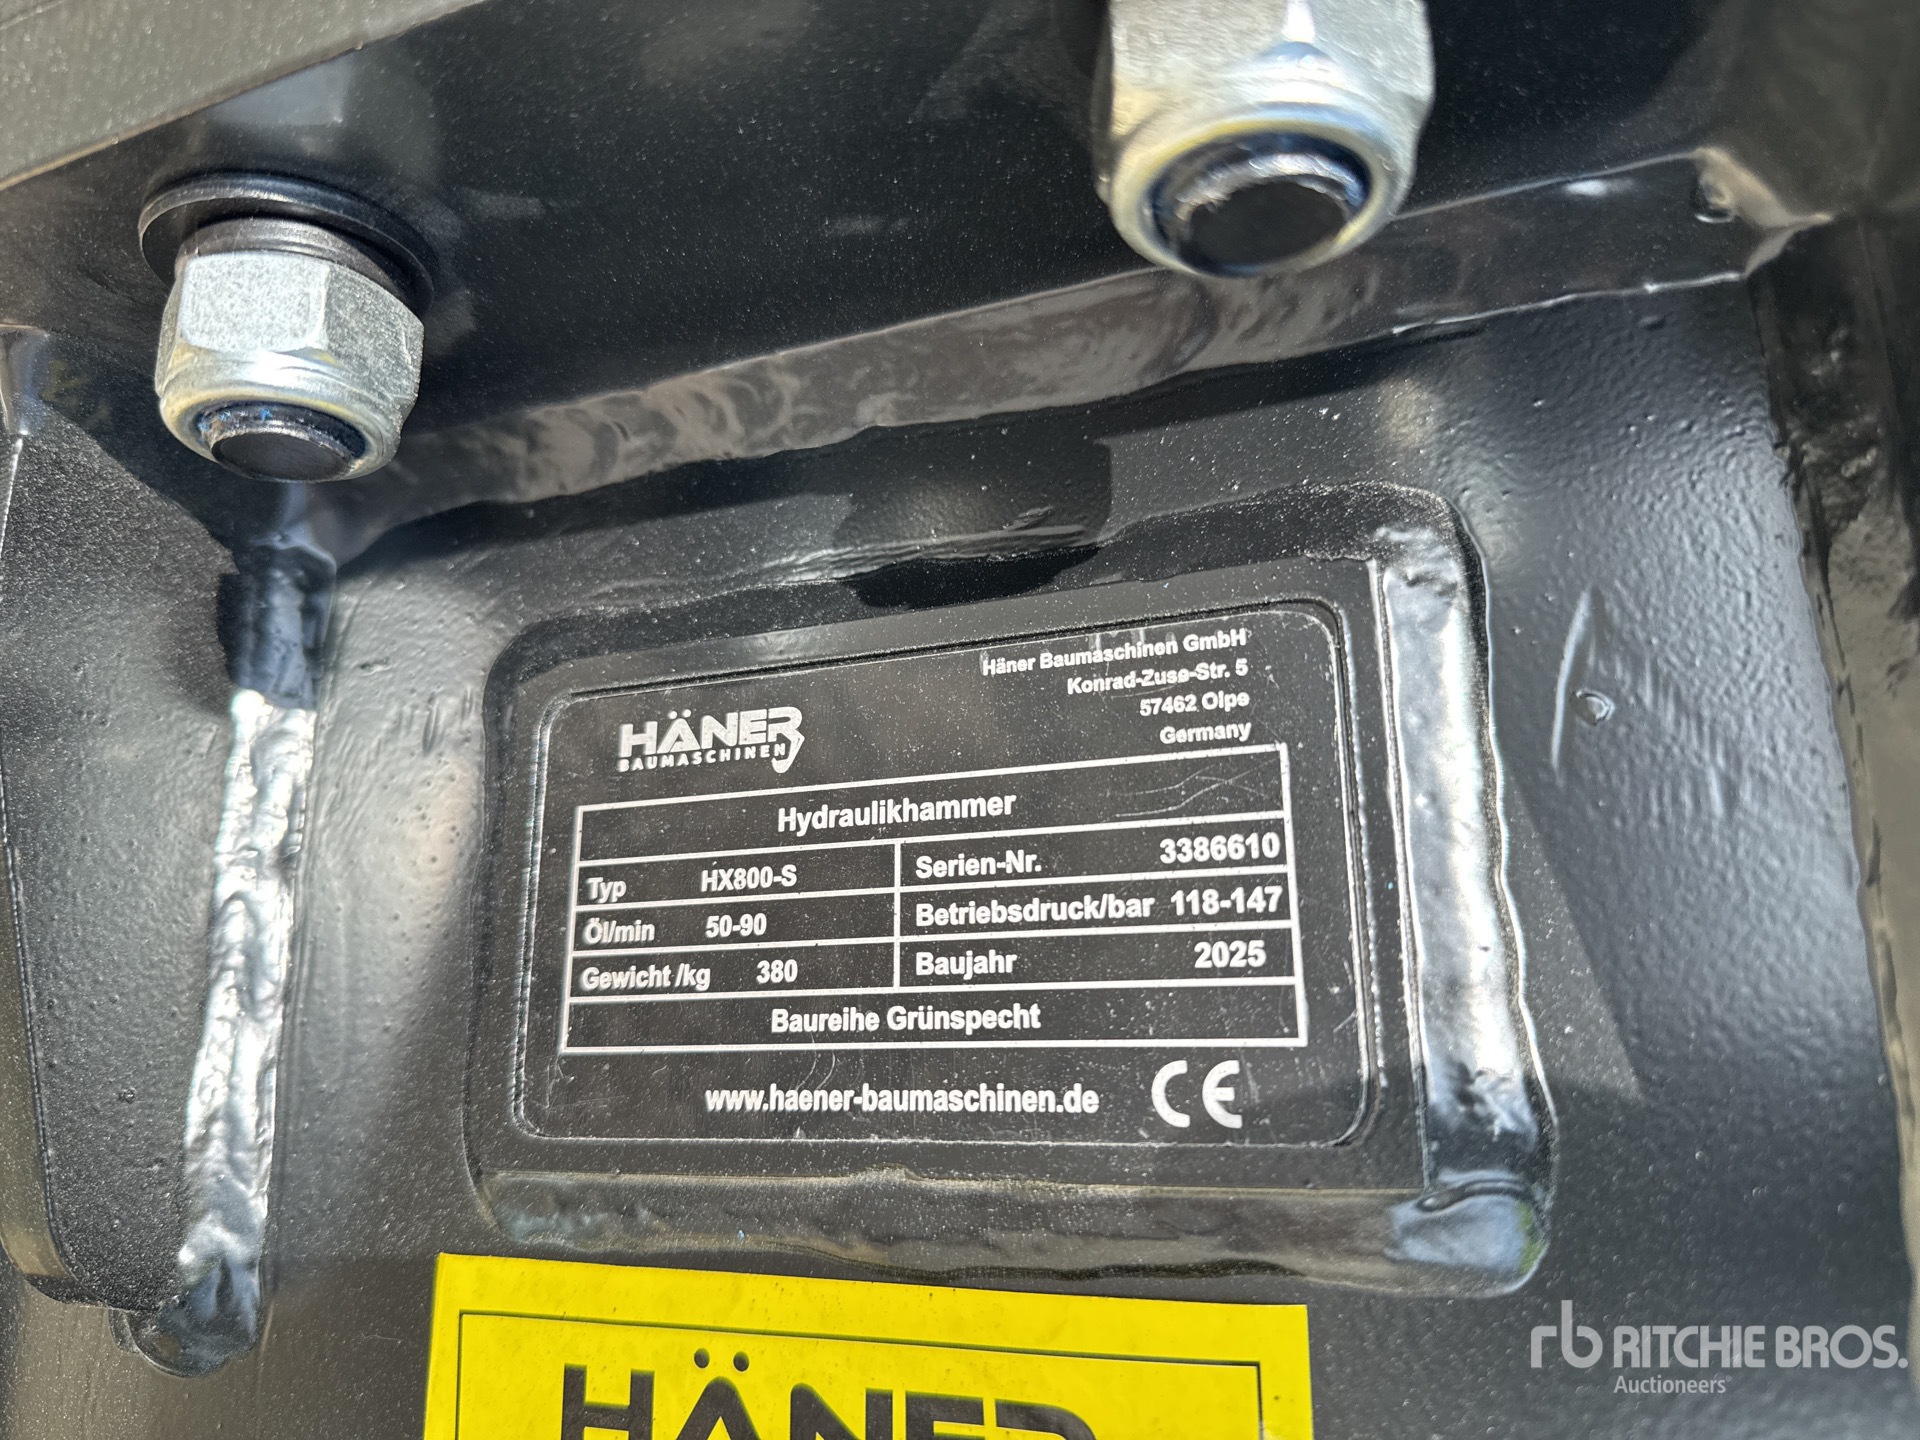 HÄNER
BAUMASCHINEN
Häner Baumaschinen GmbH
Konrad-Zuse-Str. 5
57462 Olpe
Germany
Hydraulikhammer
Typ HX800-S Serien-Nr. 3386610
Öl/min 50-90 Betriebsdruck/bar 118-147
Gewicht /kg 380 Baujahr 2025
Baureihe Grünspecht
www.haener-baumaschinen.de CE
HÄNER
rb RITCHIE BROS.
Auctioneers